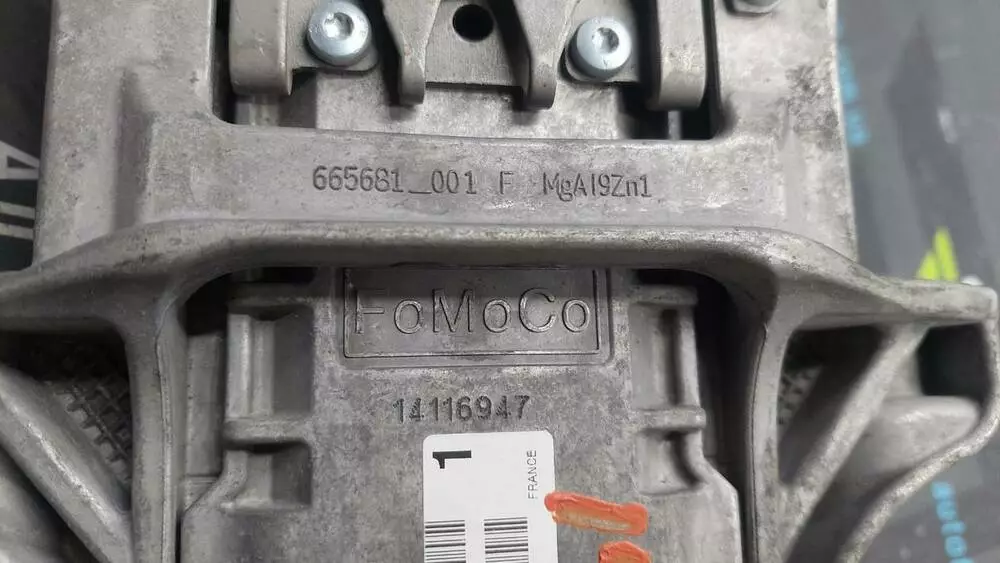 665681_001 F MgAl9Zn1
FoMoCo
14116947
1
FRANCE